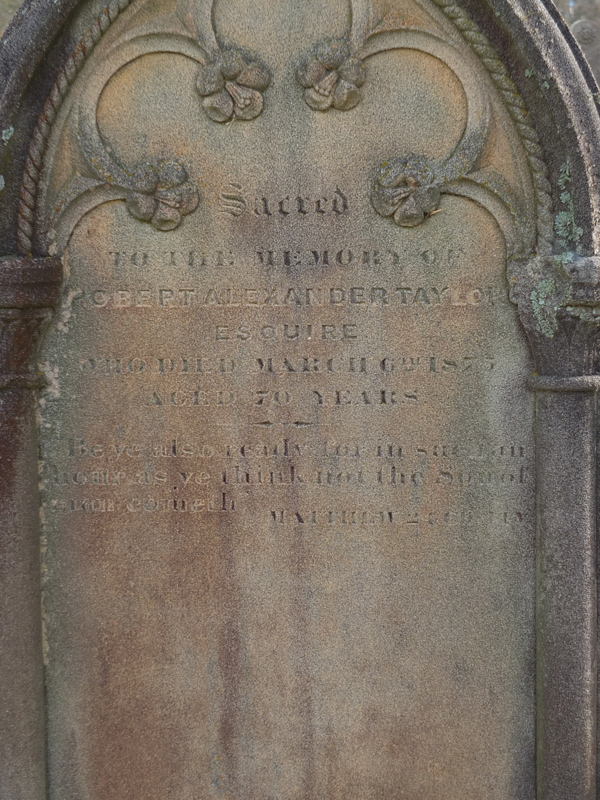 Sacred
TO THE MEMORY OF
ROBERT ALEXANDER TAYLOR
ESQUIRE
WHO DIED MARCH 6TH 1875
AGED 70 YEARS
Be ye also ready, for in such an
hour as ye think not the Son of
man cometh
MATTHEW